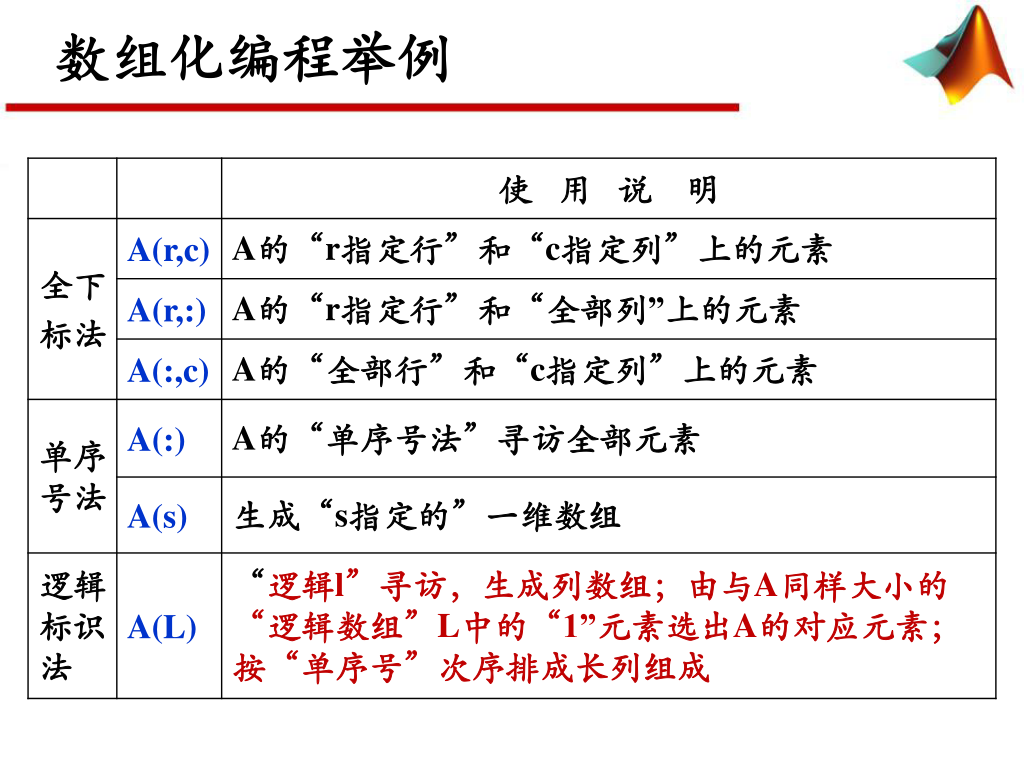 数组化编程举例
使 用 说 明
全下
标法
A(r,c)
A的“r指定行”和“c指定列”上的元素
A(r,:)
A的“r指定行”和“全部列”上的元素
A(:,c)
A的“全部行”和“c指定列”上的元素
单序
号法
A(:)
A的“单序号法”寻访全部元素
A(s)
生成“s指定的”一维数组
逻辑
标识
法
A(L)
“逻辑l”寻访，生成列数组；由与A同样大小的
“逻辑数组”L中的“1”元素选出A的对应元素；
按“单序号”次序排成长列组成